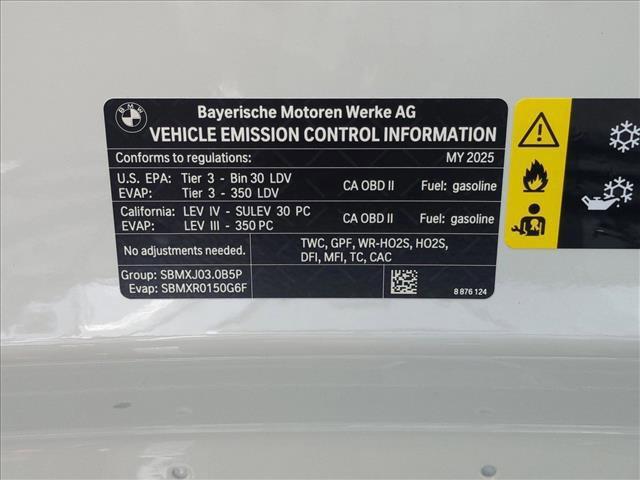 BMW
Bayerische Motoren Werke AG
VEHICLE EMISSION CONTROL INFORMATION
Conforms to regulations: MY 2025
U.S. EPA: Tier 3 - Bin 30 LDV CA OBD II Fuel: gasoline
EVAP: Tier 3 - 350 LDV
California: LEV IV - SULEV 30 PC CA OBD II Fuel: gasoline
EVAP: LEV III - 350 PC
No adjustments needed. TWC, GPF, WR-HO2S, HO2S,
DFI, MFI, TC, CAC
Group: SBMXJ03.0B5P
Evap: SBMXR0150G6F
8 876 124